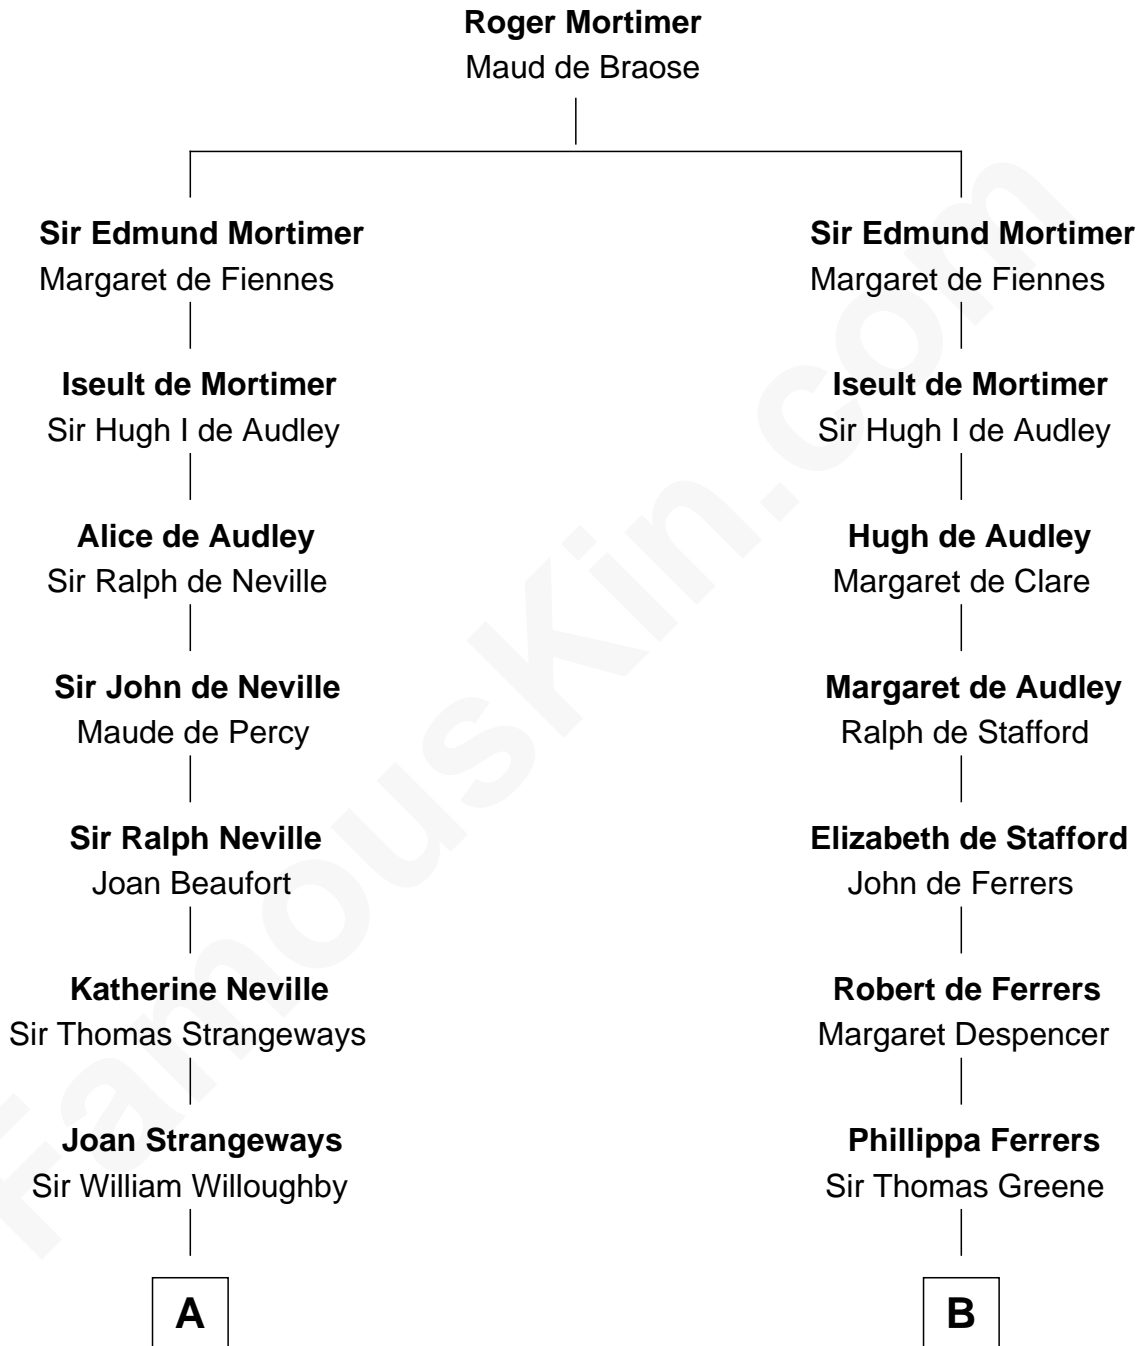 Roger Mortimer
Maud de Braose
Sir Edmund Mortimer
Margaret de Fiennes
Iseult de Mortimer
Sir Hugh I de Audley
Alice de Audley
Sir Ralph de Neville
Sir John de Neville
Maude de Percy
Sir Ralph Neville
Joan Beaufort
Katherine Neville
Sir Thomas Strangeways
Joan Strangeways
Sir William Willoughby
A
Sir Edmund Mortimer
Margaret de Fiennes
Iseult de Mortimer
Sir Hugh I de Audley
Hugh de Audley
Margaret de Clare
Margaret de Audley
Ralph de Stafford
Elizabeth de Stafford
John de Ferrers
Robert de Ferrers
Margaret Despencer
Phillippa Ferrers
Sir Thomas Greene
B
FamousKin.com